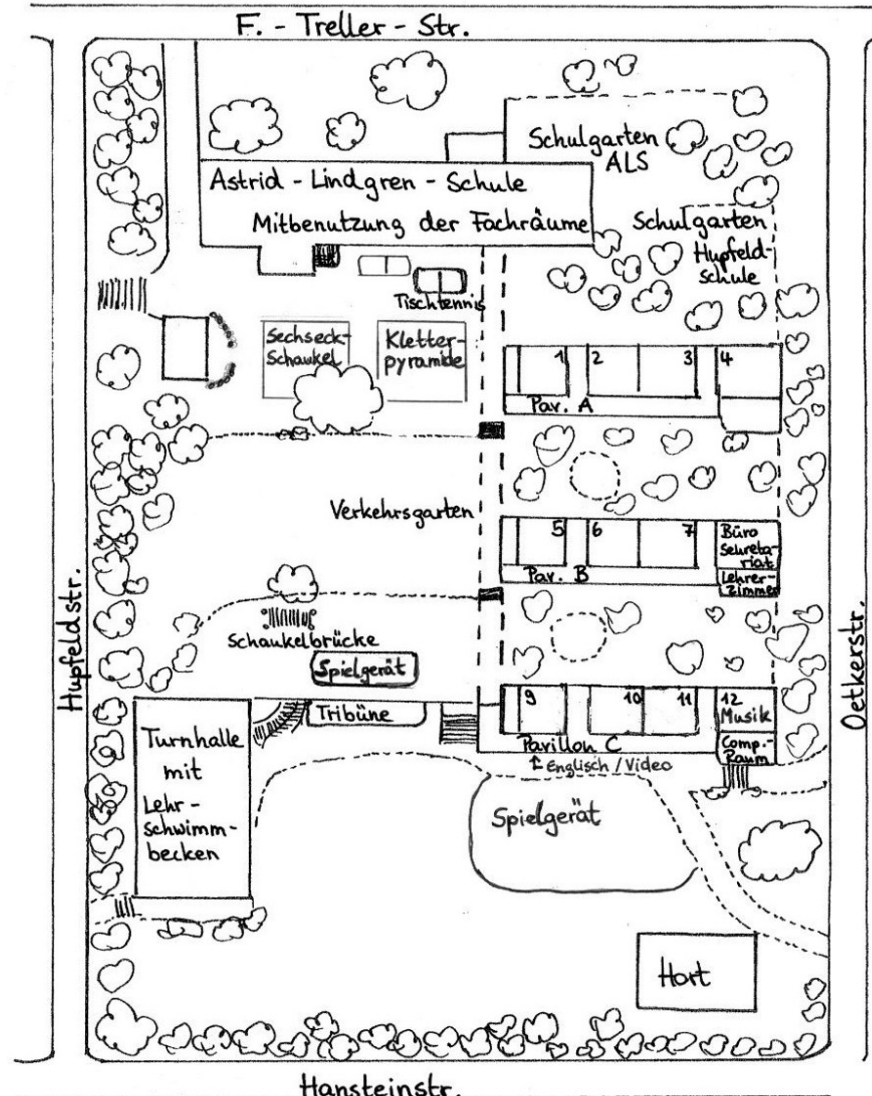 F. - Treller - Str.
Schulgarten
ALS
Astrid - Lindgren - Schule
Mitbenutzung der Fachräume
Schulgarten
Hupfeld-
schule
Tischtennis
Sechseck-
Schaukel
Kletter-
pyramide
1 2 3 4
Pav. A
Verkehrsgarten
5 6 7
Büro
Sekreta-
riat
Pav. B
Lehrer-
zimmer
Hupfeldstr.
Oetkerstr.
Schaukelbrücke
Spielgerät
Tribüne
9 10 11 12
Musik
Pavillon C
Comp.-
Raum
↑ Englisch / Video
Turnhalle
mit
Lehr-
schwimm-
becken
Spielgerät
Hort
Hansteinstr.